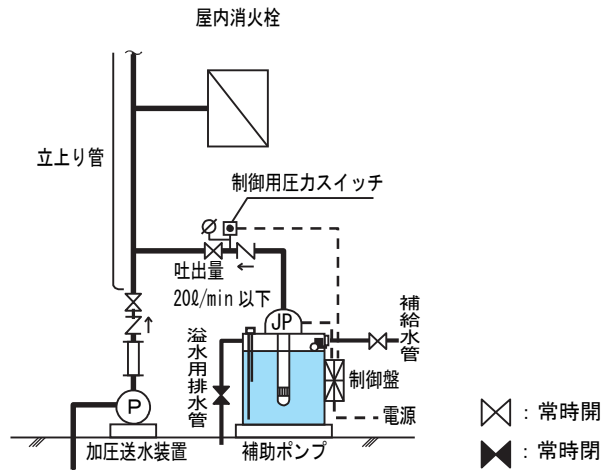 屋内消火栓
立上り管
制御用圧力スイッチ
吐出量
20ℓ/min 以下
JP
補給水管
溢水用排水管
制御盤
電源
P
加圧送水装置
補助ポンプ
：常時開
：常時閉